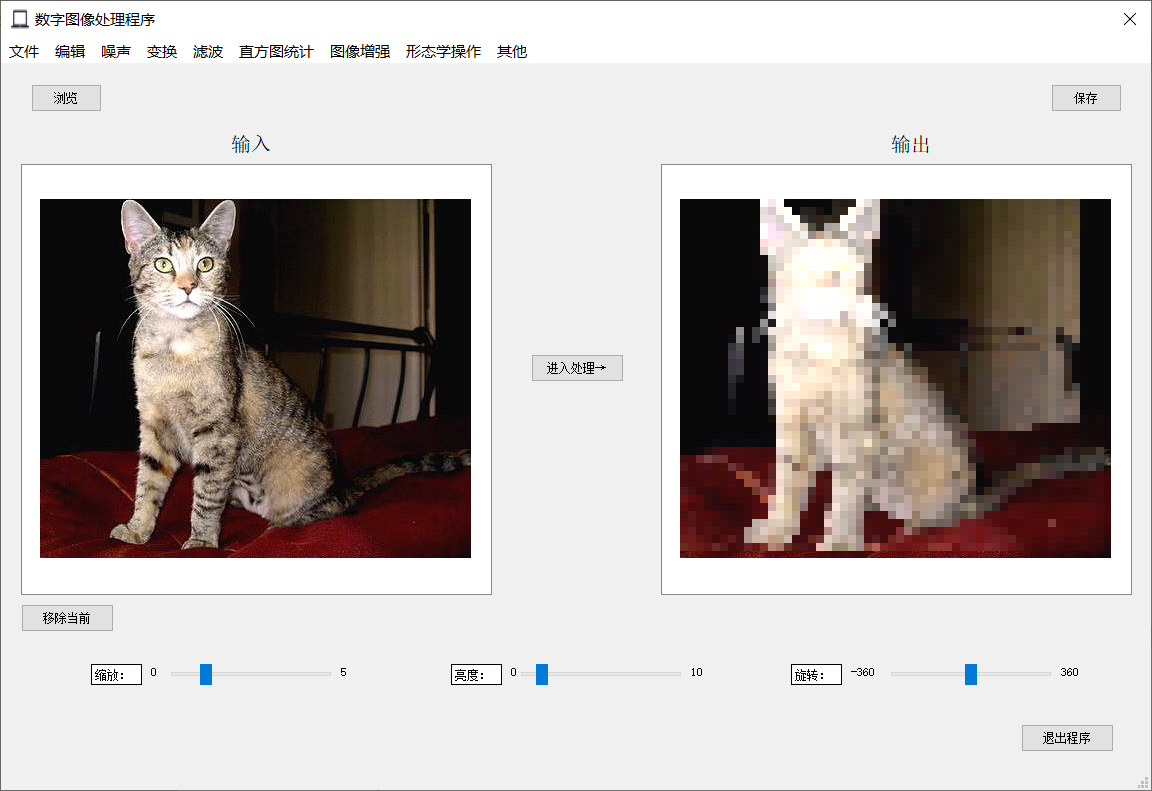 数字图像处理程序
文件 编辑 噪声 变换 滤波 直方图统计 图像增强 形态学操作 其他
浏览 保存
输入 输出
进入处理→
移除当前
缩放： 0 5 亮度： 0 10 旋转： -360 360
退出程序